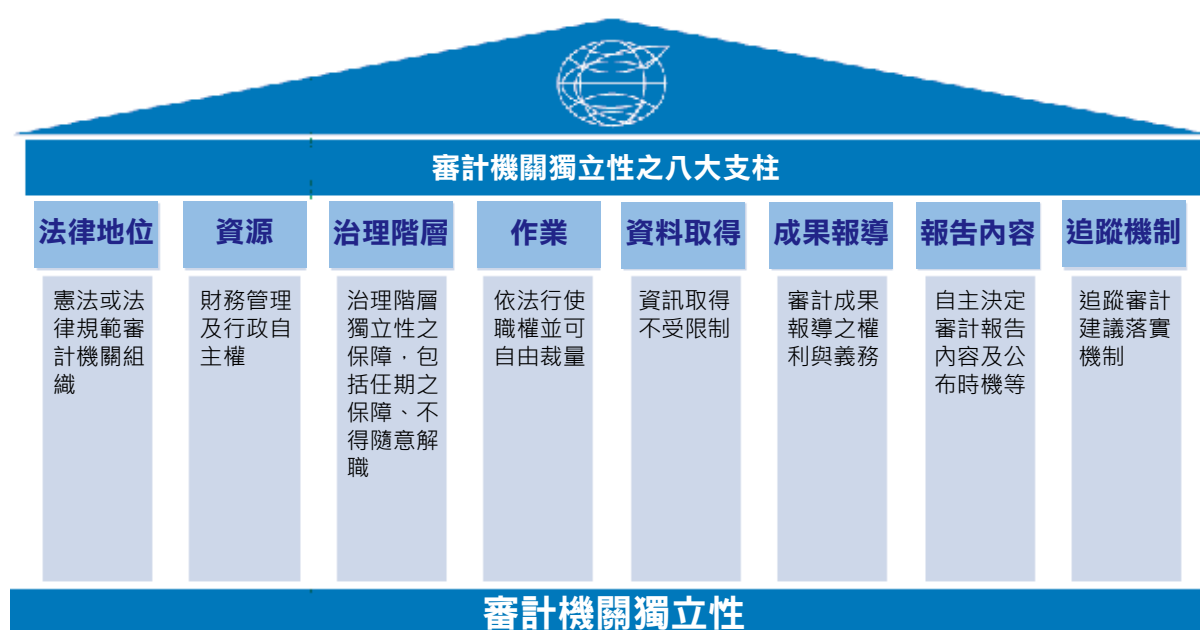 審計機關獨立性之八大支柱
法律地位
資源
治理階層
作業
資料取得
成果報導
報告內容
追蹤機制
憲法或法
律規範審
計機關組
織
財務管理
及行政自
主權
治理階層
獨立性之
保障，包
括任期之
保障、不
得隨意解
職
依法行使
職權並可
自由裁量
資訊取得
不受限制
審計成果
報導之權
利與義務
自主決定
審計報告
內容及公
布時機等
追蹤審計
建議落實
機制
審計機關獨立性